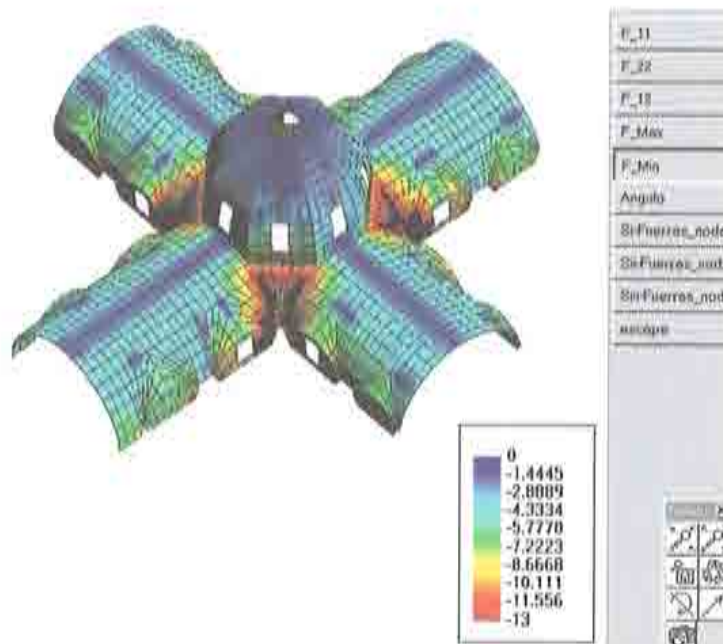 F_11
F_22
F_12
F_Max
F_Min
Angulo
escape
0
-1.4445
-2.8889
-4.3334
-5.7778
-7.2223
-8.6668
-10.111
-11.556
-13